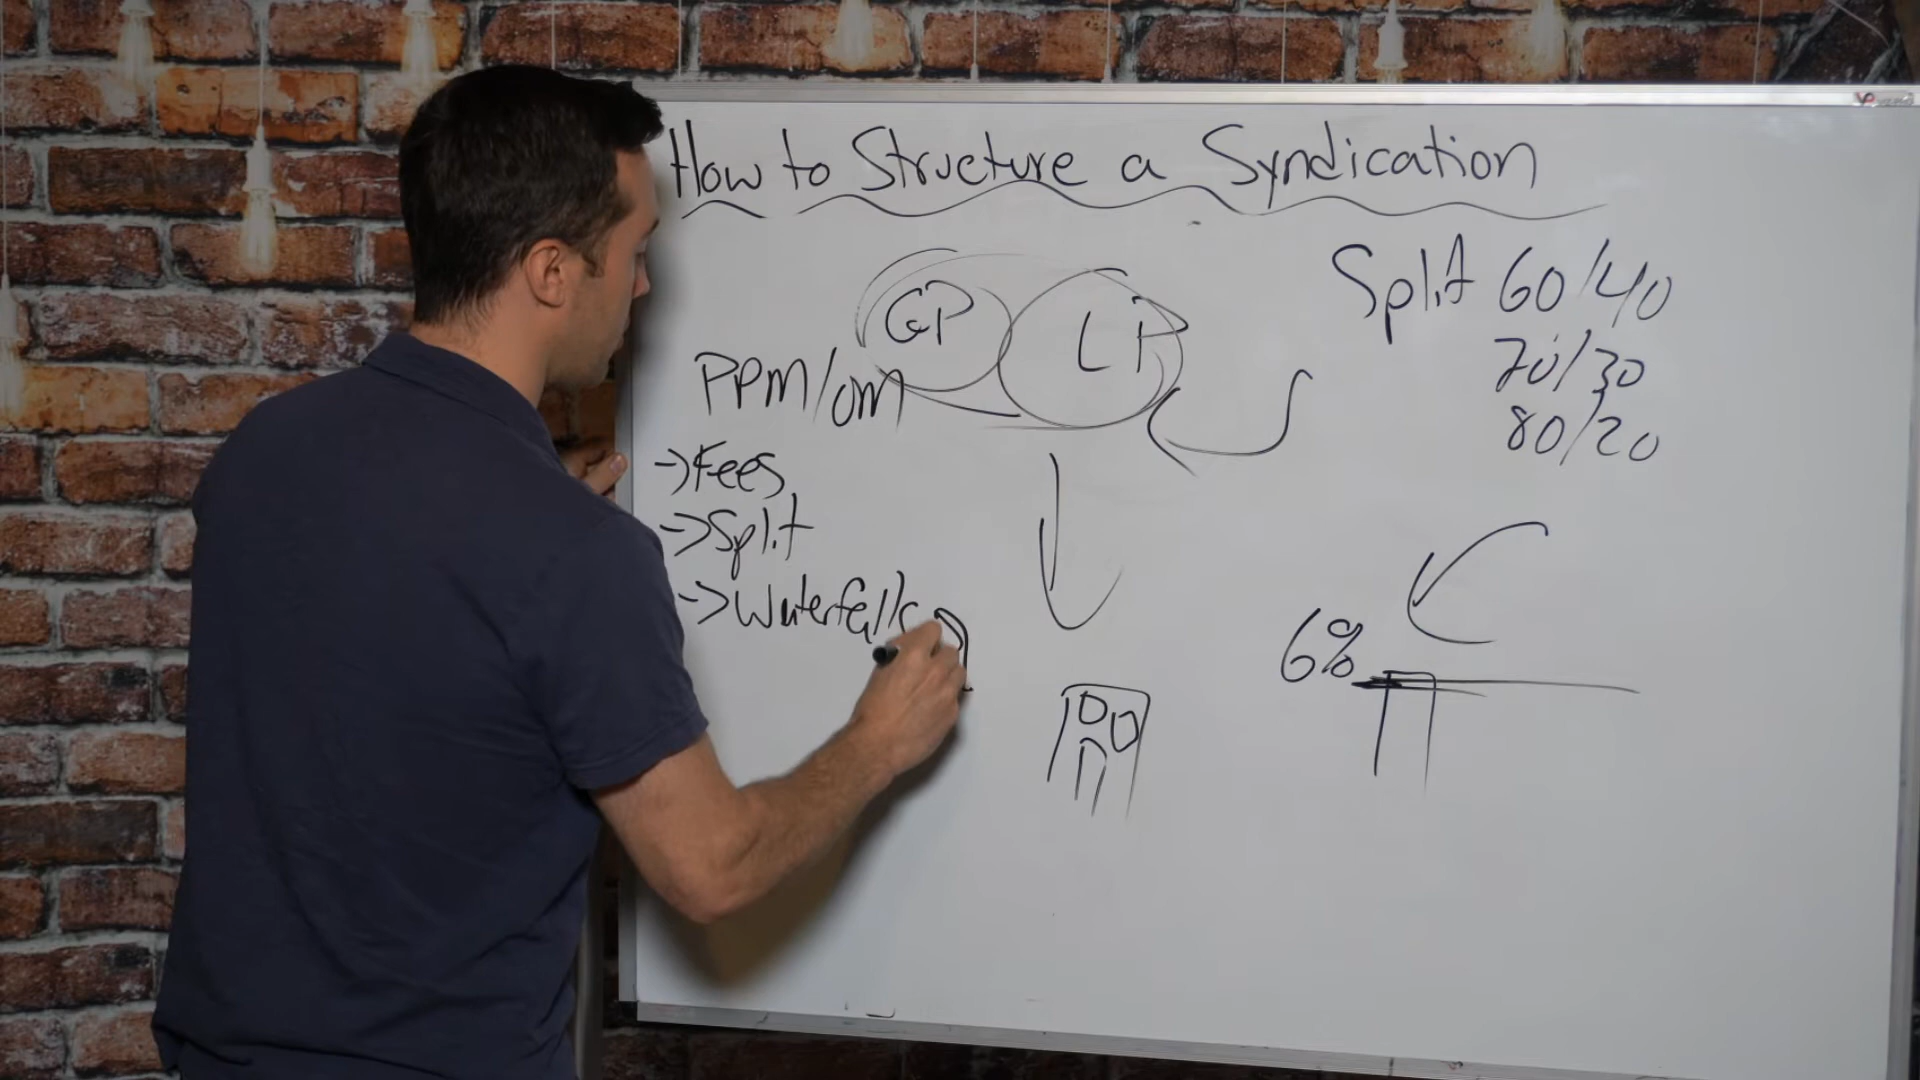 How to Structure a Syndication
GP
LP
Split 60/40
70/30
80/20
PPM/OM
→Fees
→Split
→Waterfalls
6%